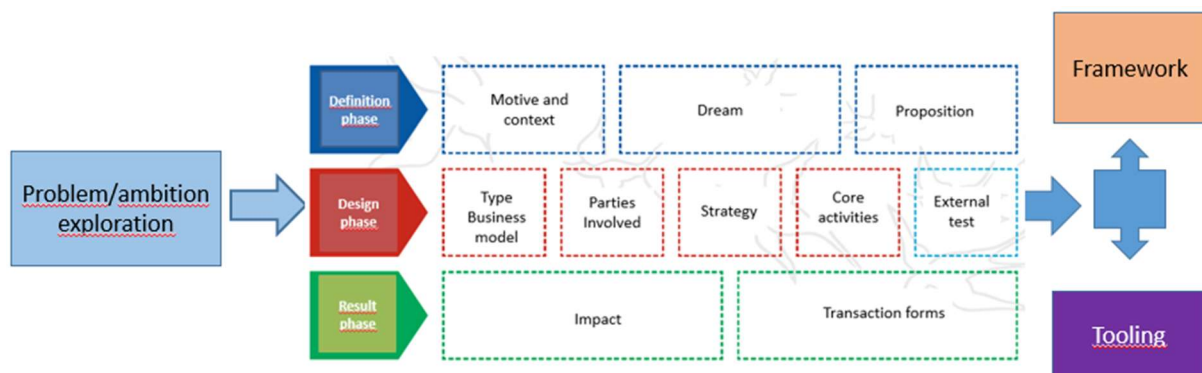 Problem/ambition
exploration
Definition
phase
Motive and
context
Dream
Proposition
Design
phase
Type
Business
model
Parties
Involved
Strategy
Core
activities
External
test
Result
phase
Impact
Transaction forms
Framework
Tooling